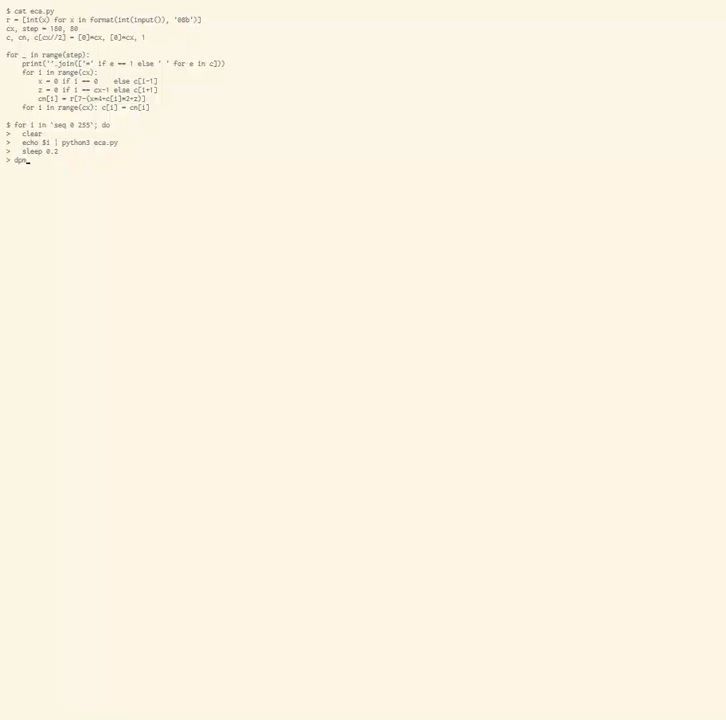 $ cat eca.py
r = [int(x) for x in format(int(input()), '08b')]
cx, step = 180, 80
c, cn, c[cx//2] = [0]*cx, [0]*cx, 1
for _ in range(step):
    print(''.join(['=' if e == 1 else ' ' for e in c]))
    for i in range(cx):
        x = 0 if i == 0    else c[i-1]
        z = 0 if i == cx-1 else c[i+1]
        cn[i] = r[7-(x*4+c[i]*2+z)]
    for i in range(cx): c[i] = cn[i]
$ for i in `seq 0 255`; do
>   clear
>   echo $i | python3 eca.py
>   sleep 0.2
> dpn